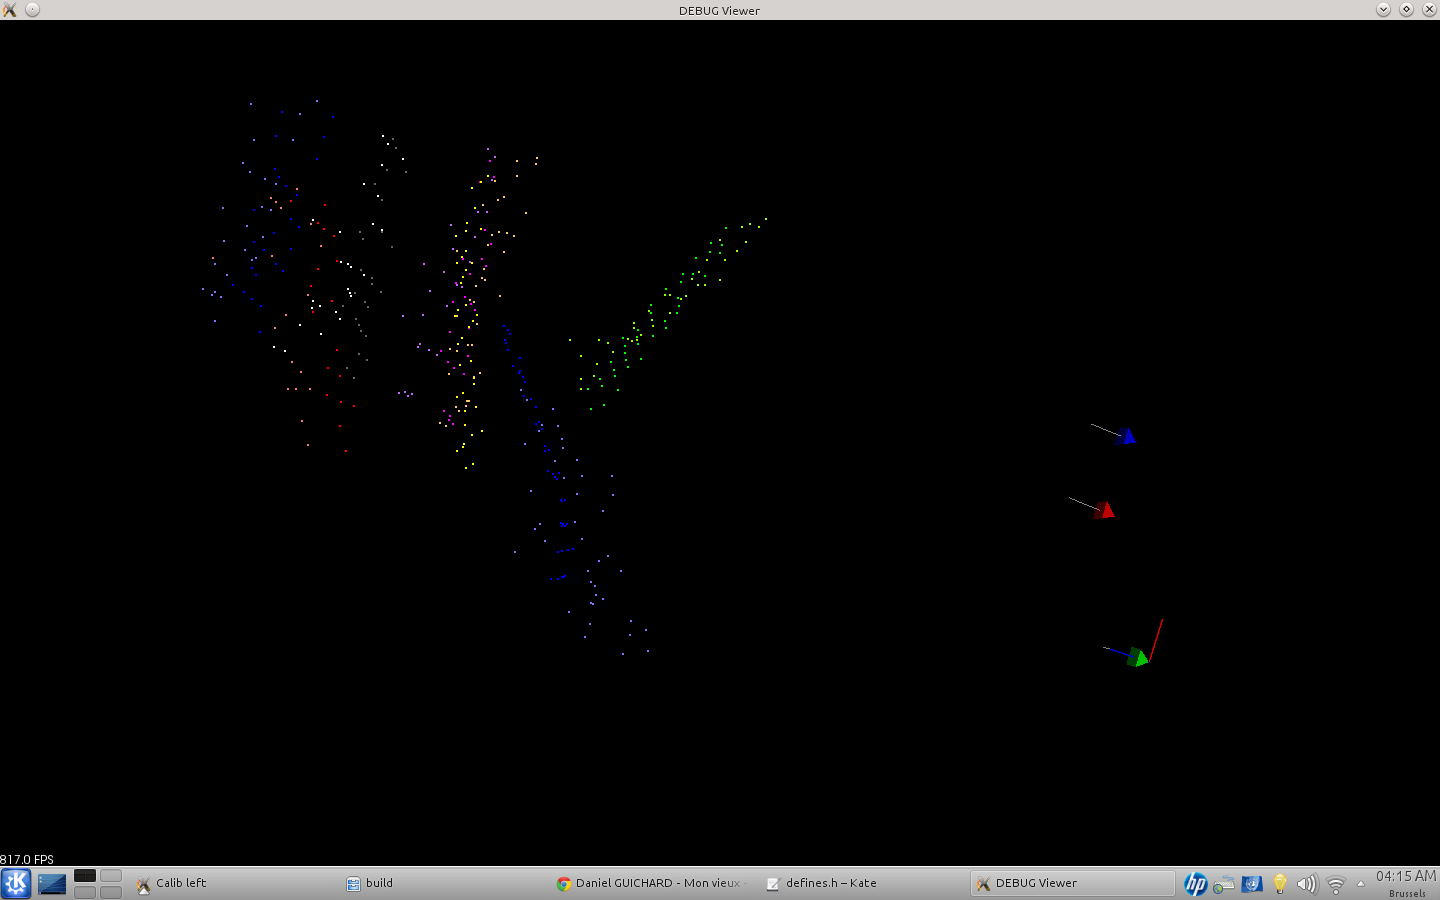 DEBUG Viewer
817.0 FPS
Calib left
build
Daniel GUICHARD - Mon vieux -
defines.h – Kate
DEBUG Viewer
hp
04:15 AM
Brussels